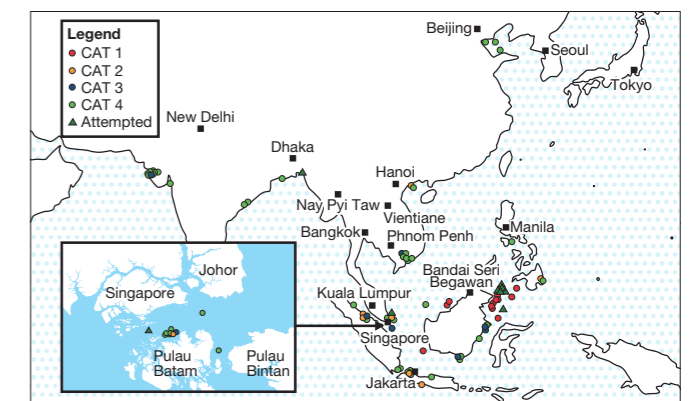 Legend
CAT 1
CAT 2
CAT 3
CAT 4
Attempted
Beijing
Seoul
Tokyo
New Delhi
Dhaka
Hanoi
Nay Pyi Taw
Vientiane
Bangkok
Phnom Penh
Manila
Bandai Seri
Begawan
Kuala Lumpur
Singapore
Jakarta
Johor
Singapore
Pulau
Batam
Pulau
Bintan